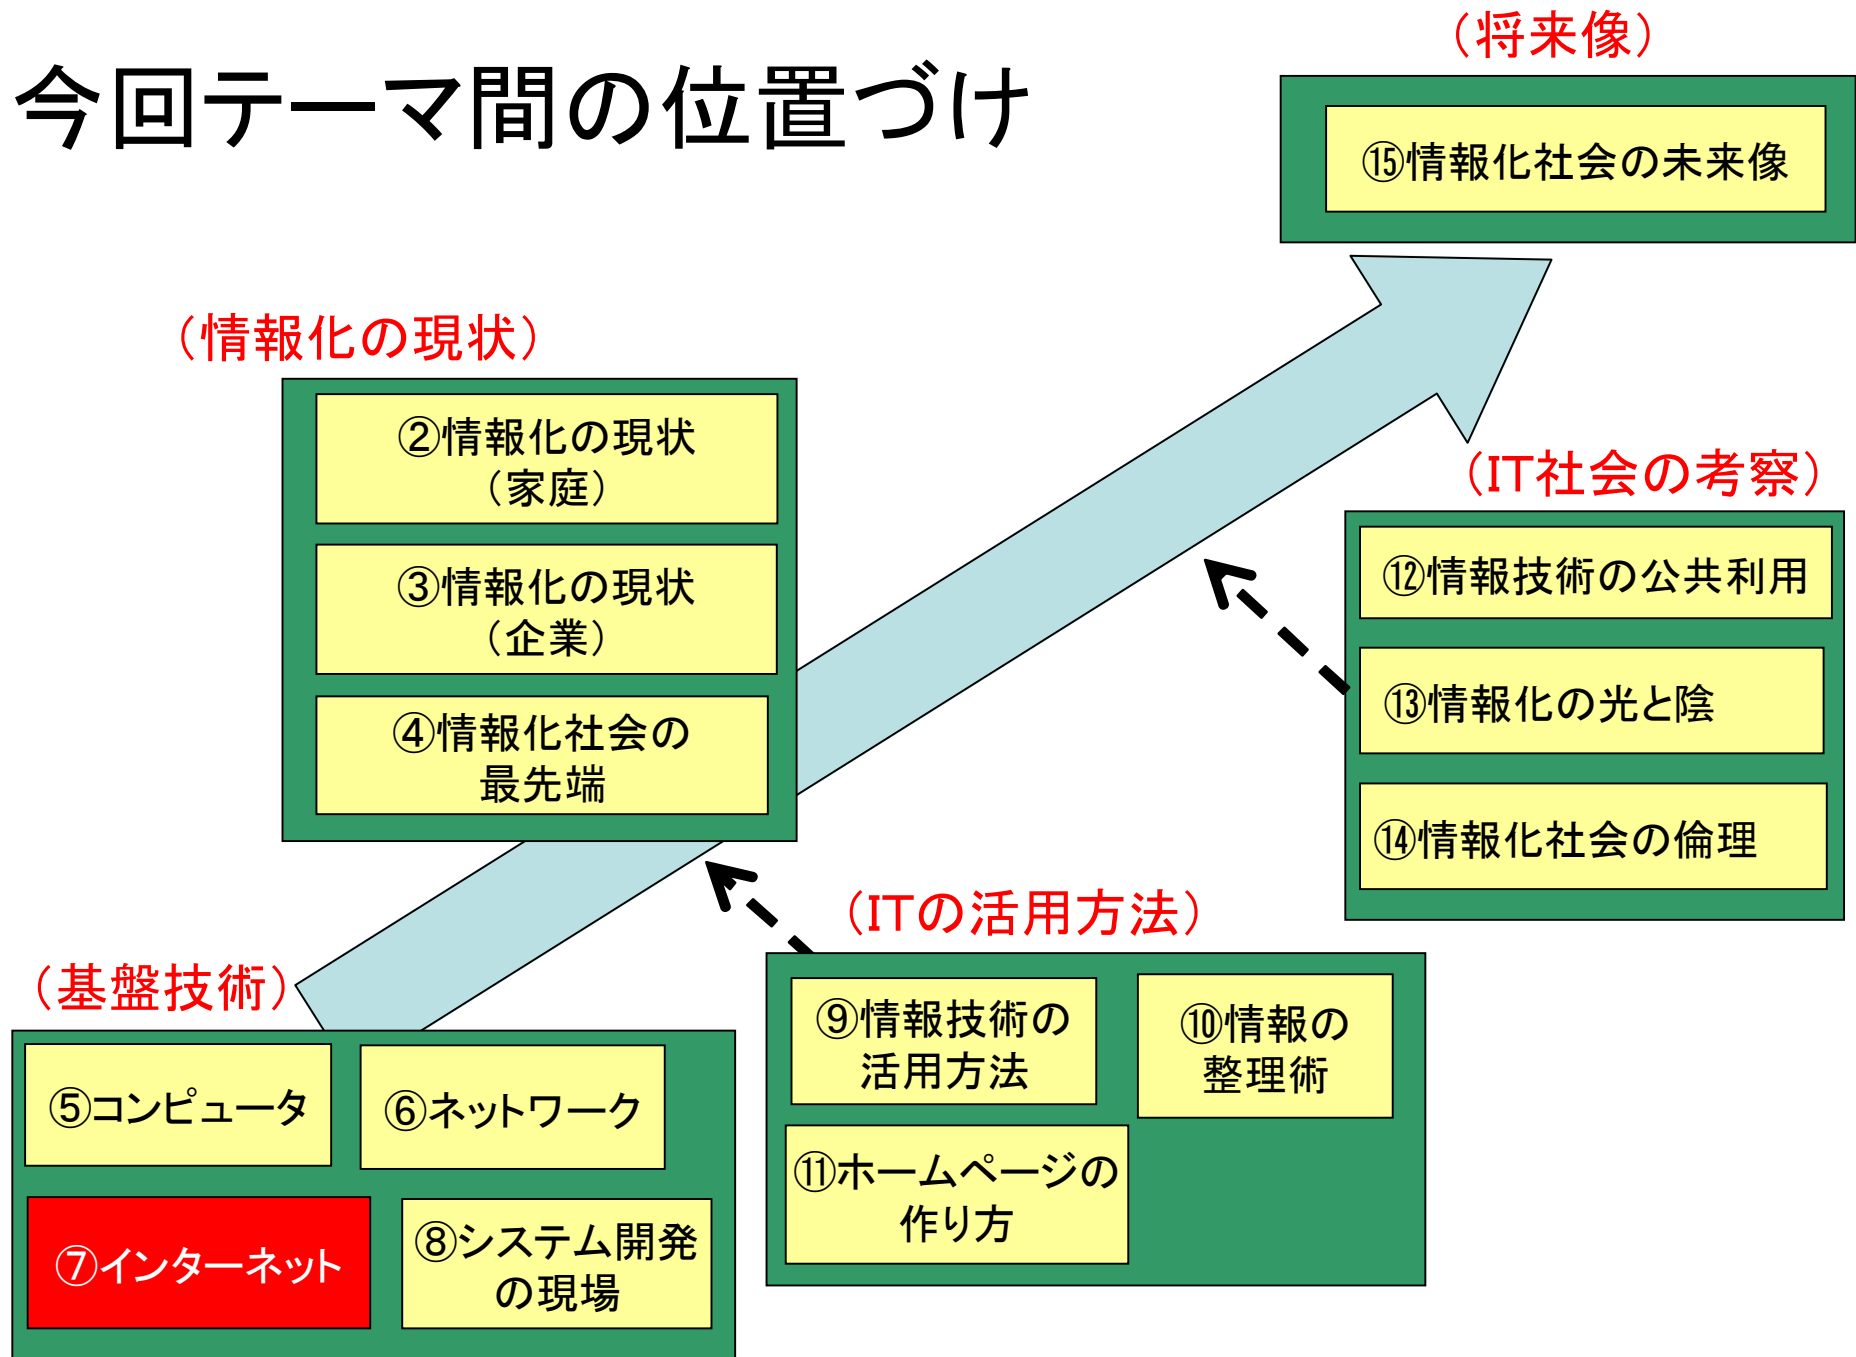 今回テーマ間の位置づけ
（将来像）
⑮情報化社会の未来像
（情報化の現状）
②情報化の現状
（家庭）
③情報化の現状
（企業）
④情報化社会の
最先端
（IT社会の考察）
⑫情報技術の公共利用
⑬情報化の光と陰
⑭情報化社会の倫理
（ITの活用方法）
⑨情報技術の
活用方法
⑩情報の
整理術
⑪ホームページの
作り方
（基盤技術）
⑤コンピュータ
⑥ネットワーク
⑦インターネット
⑧システム開発
の現場